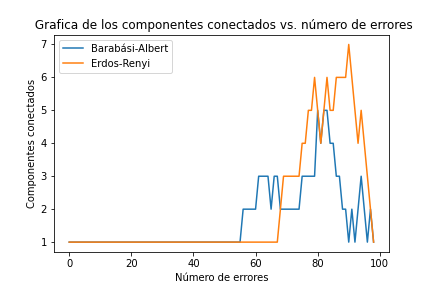 Grafica de los componentes conectados vs. número de errores
Barabási-Albert
Erdos-Renyi
Componentes conectados
7
6
5
4
3
2
1
0
20
40
60
80
100
Número de errores